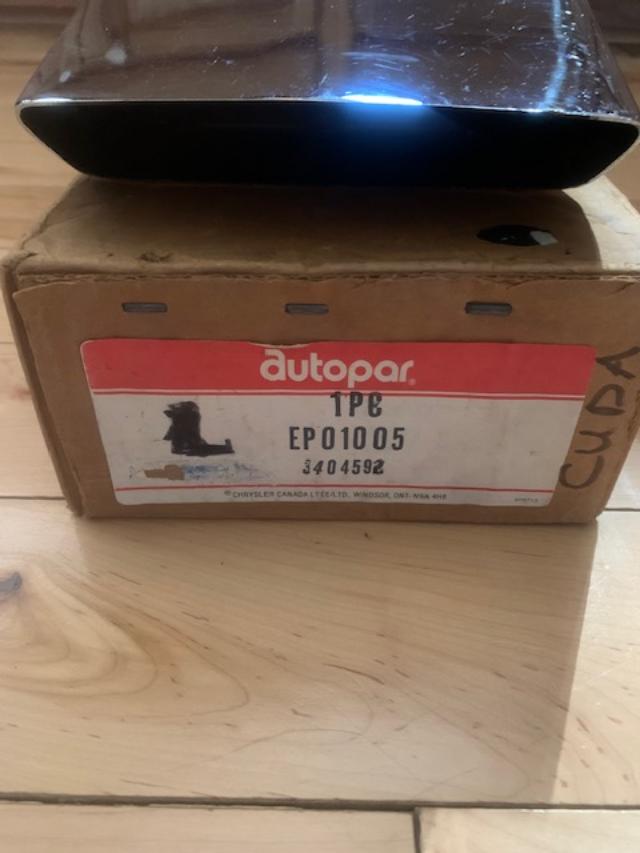 autopar
1PC
EP01005
3404592
© CHRYSLER CANADA LTEE/LTD. WINDSOR, ONT. N9A 4H6
CUDA